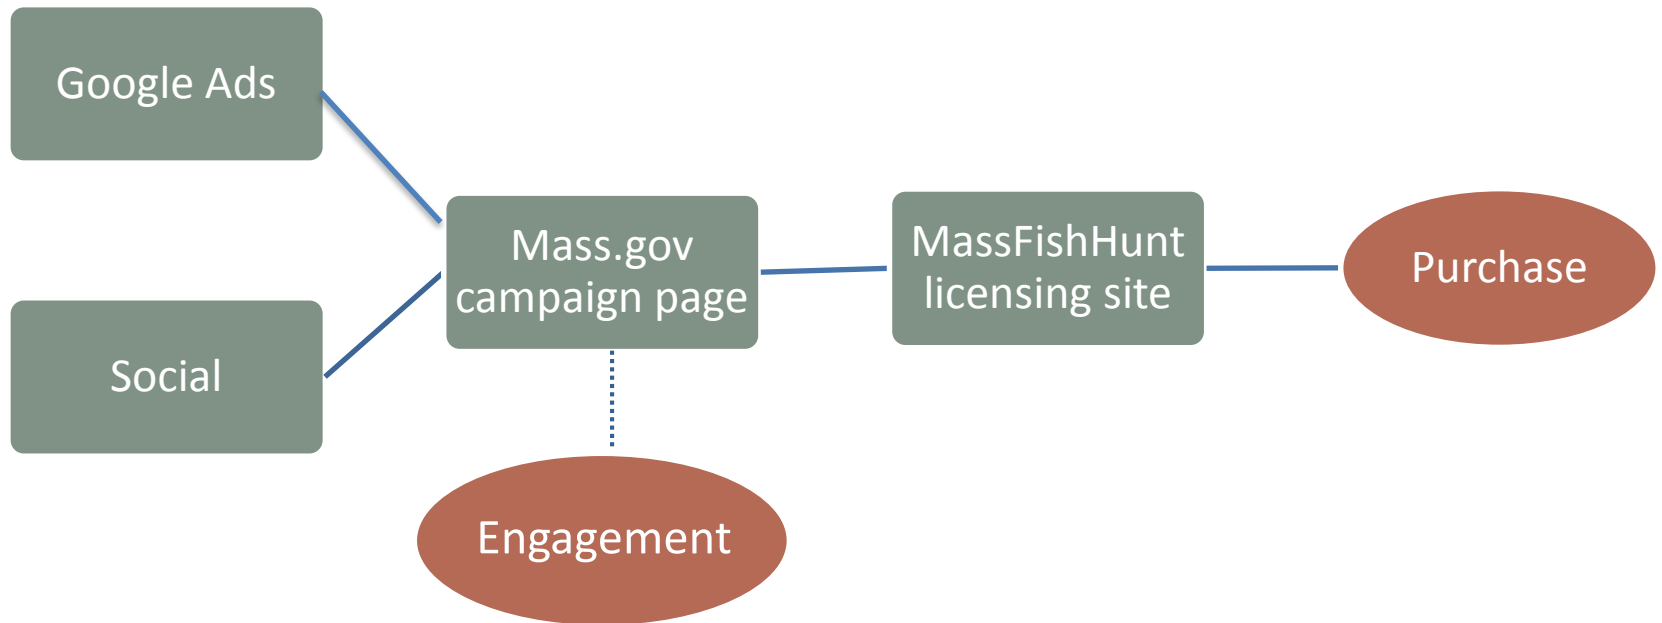 Google Ads
Social
Mass.gov
campaign page
Engagement
MassFishHunt
licensing site
Purchase